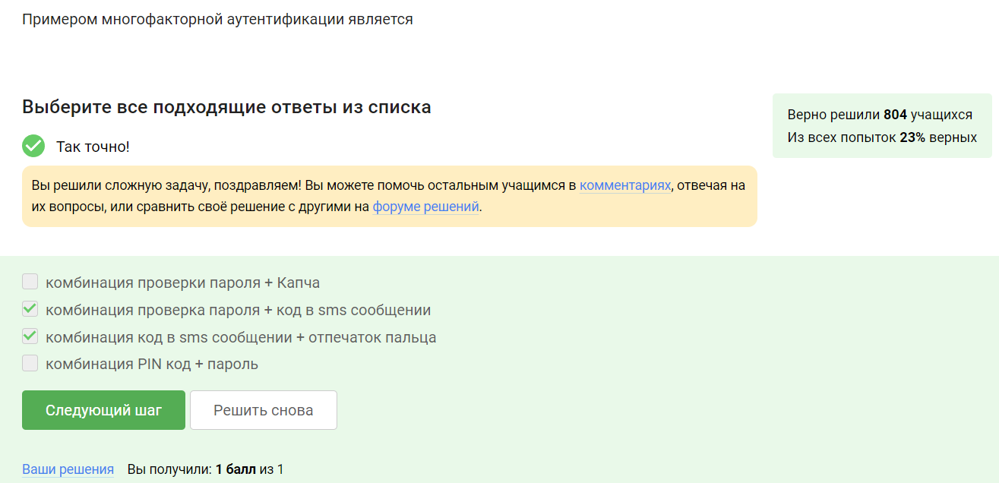 Примером многофакторной аутентификации является
Выберите все подходящие ответы из списка
Верно решили 804 учащихся
Из всех попыток 23% верных
Так точно!
Вы решили сложную задачу, поздравляем! Вы можете помочь остальным учащимся в комментариях, отвечая на
их вопросы, или сравнить своё решение с другими на форуме решений.
комбинация проверки пароля + Капча
комбинация проверка пароля + код в sms сообщении
комбинация код в sms сообщении + отпечаток пальца
комбинация PIN код + пароль
Следующий шаг
Решить снова
Ваши решения Вы получили: 1 балл из 1